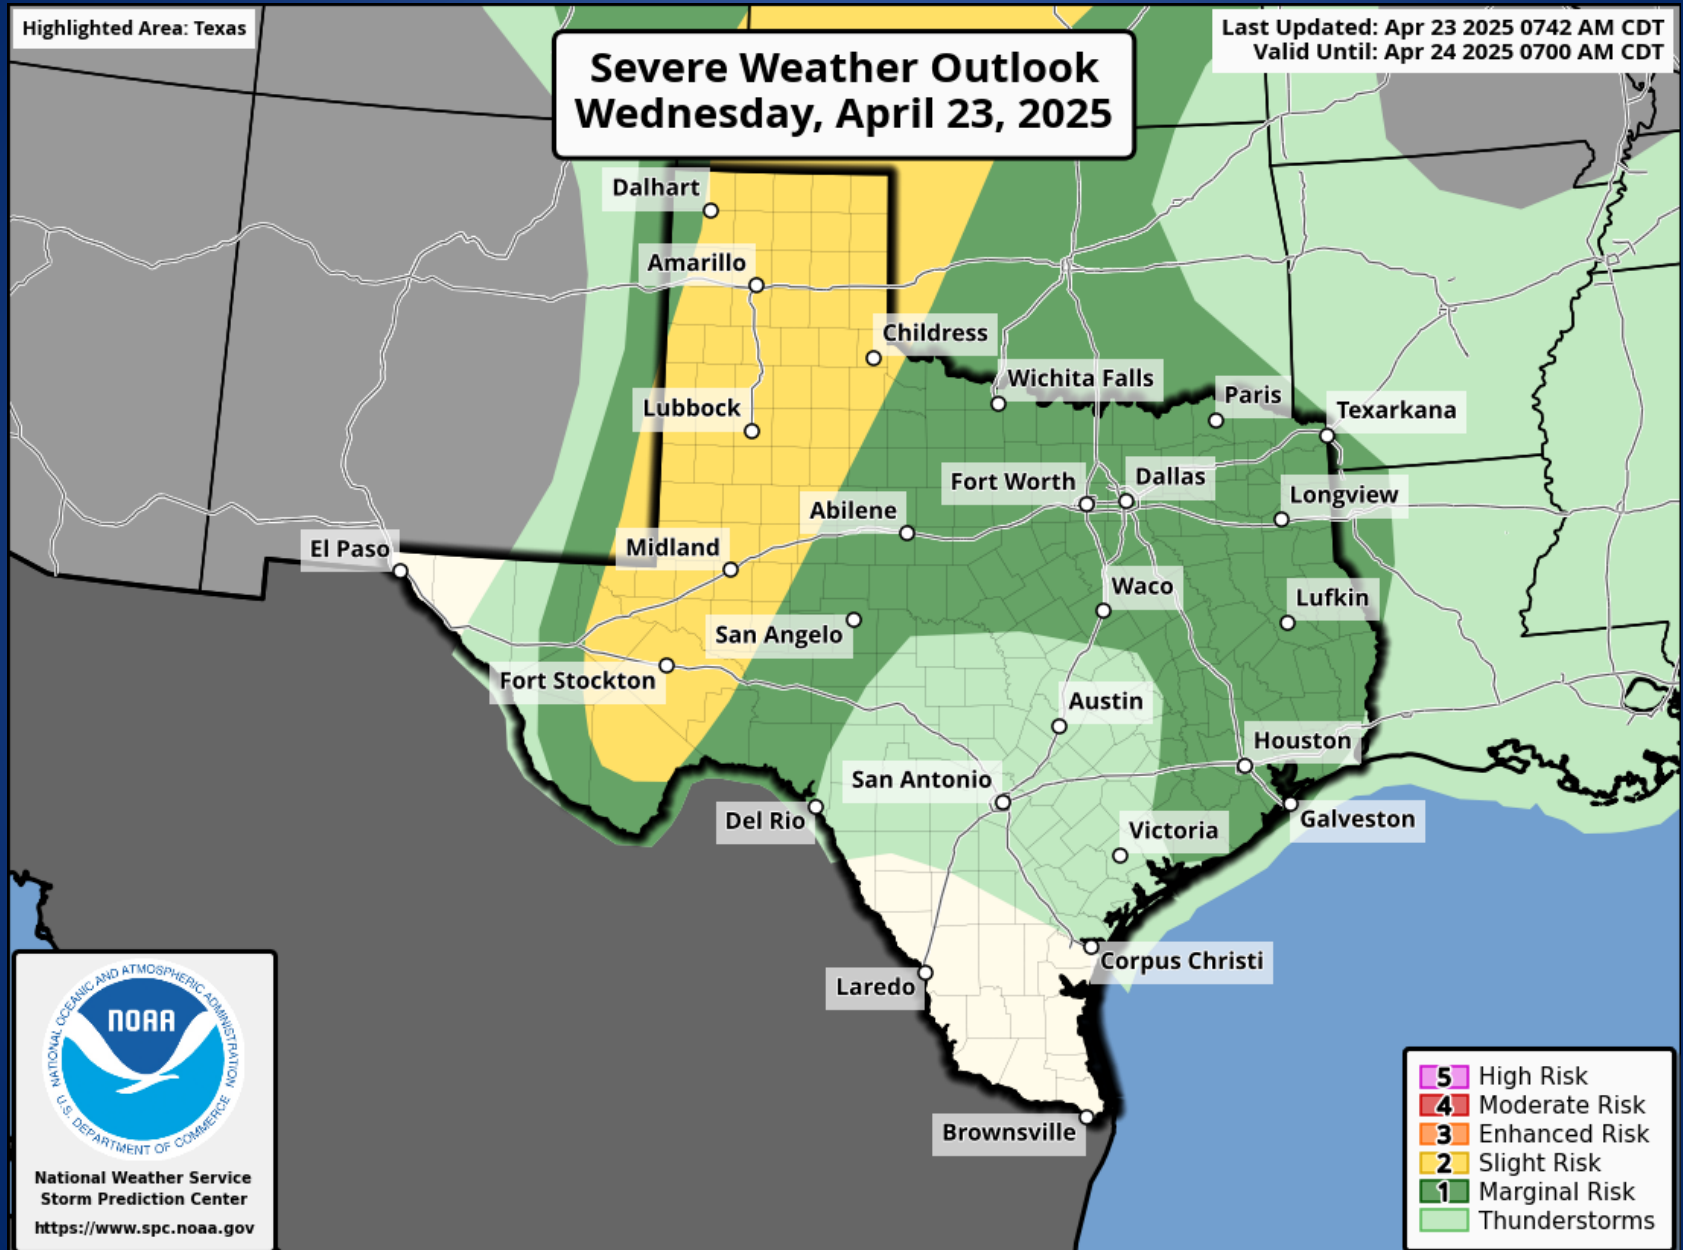 Highlighted Area: Texas
Last Updated: Apr 23 2025 0742 AM CDT
Valid Until: Apr 24 2025 0700 AM CDT
Severe Weather Outlook
Wednesday, April 23, 2025
Dalhart
Amarillo
Childress
Wichita Falls
Paris
Texarkana
Lubbock
Fort Worth
Dallas
Longview
Abilene
El Paso
Midland
Waco
Lufkin
San Angelo
Fort Stockton
Austin
Houston
San Antonio
Del Rio
Victoria
Galveston
Corpus Christi
Laredo
Brownsville
NATIONAL OCEANIC AND ATMOSPHERIC ADMINISTRATION
NOAA
U.S. DEPARTMENT OF COMMERCE
National Weather Service
Storm Prediction Center
https://www.spc.noaa.gov
5 High Risk
4 Moderate Risk
3 Enhanced Risk
2 Slight Risk
1 Marginal Risk
Thunderstorms